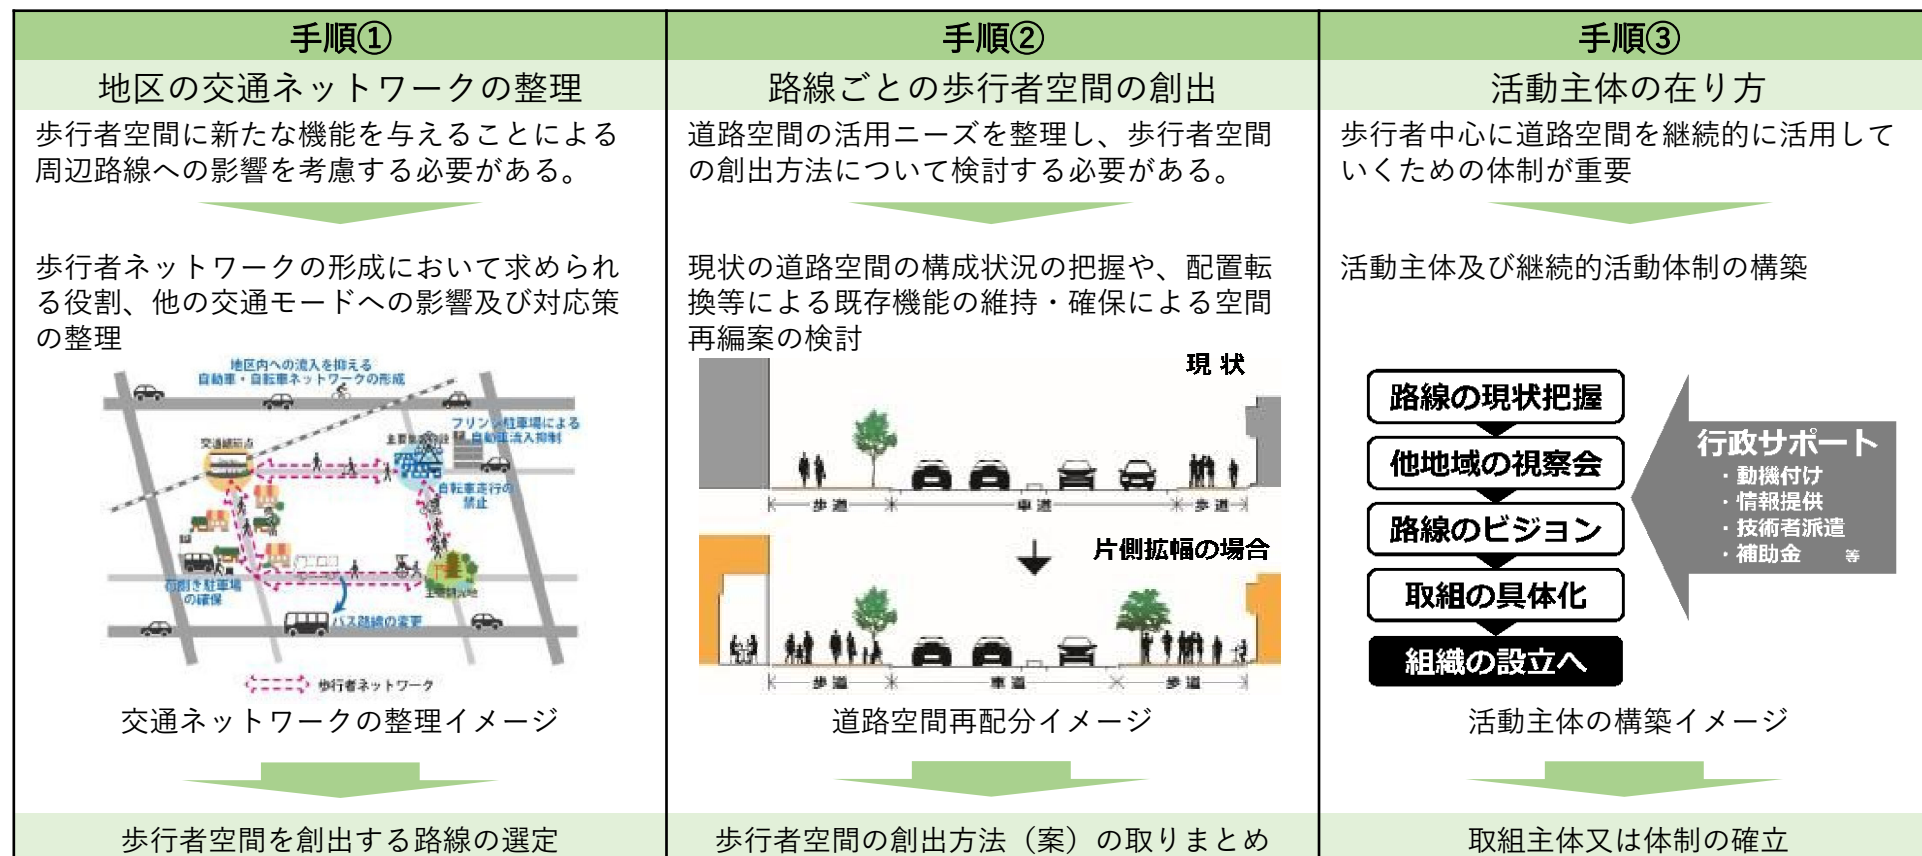 手順①
地区の交通ネットワークの整理
歩行者空間に新たな機能を与えることによる
周辺路線への影響を考慮する必要がある。
歩行者ネットワークの形成において求められ
る役割、他の交通モードへの影響及び対応策
の整理
地区内への流入を抑える
自動車・自転車ネットワークの形成
フリンジ駐車場による
自動車流入抑制
交通結節点
自転車走行の
禁止
荷捌き駐車場
の確保
バス路線の変更
歩行者ネットワーク
交通ネットワークの整理イメージ
歩行者空間を創出する路線の選定
手順②
路線ごとの歩行者空間の創出
道路空間の活用ニーズを整理し、歩行者空間
の創出方法について検討する必要がある。
現状の道路空間の構成状況の把握や、配置転
換等による既存機能の維持・確保による空間
再編案の検討
現 状
歩 道
車 道
歩 道
片側拡幅の場合
歩 道
車 道
歩 道
道路空間再配分イメージ
歩行者空間の創出方法（案）の取りまとめ
手順③
活動主体の在り方
歩行者中心に道路空間を継続的に活用して
いくための体制が重要
活動主体及び継続的活動体制の構築
路線の現状把握
他地域の視察会
路線のビジョン
取組の具体化
組織の設立へ
行政サポート
・動機付け
・情報提供
・技術者派遣
・補助金 等
活動主体の構築イメージ
取組主体又は体制の確立